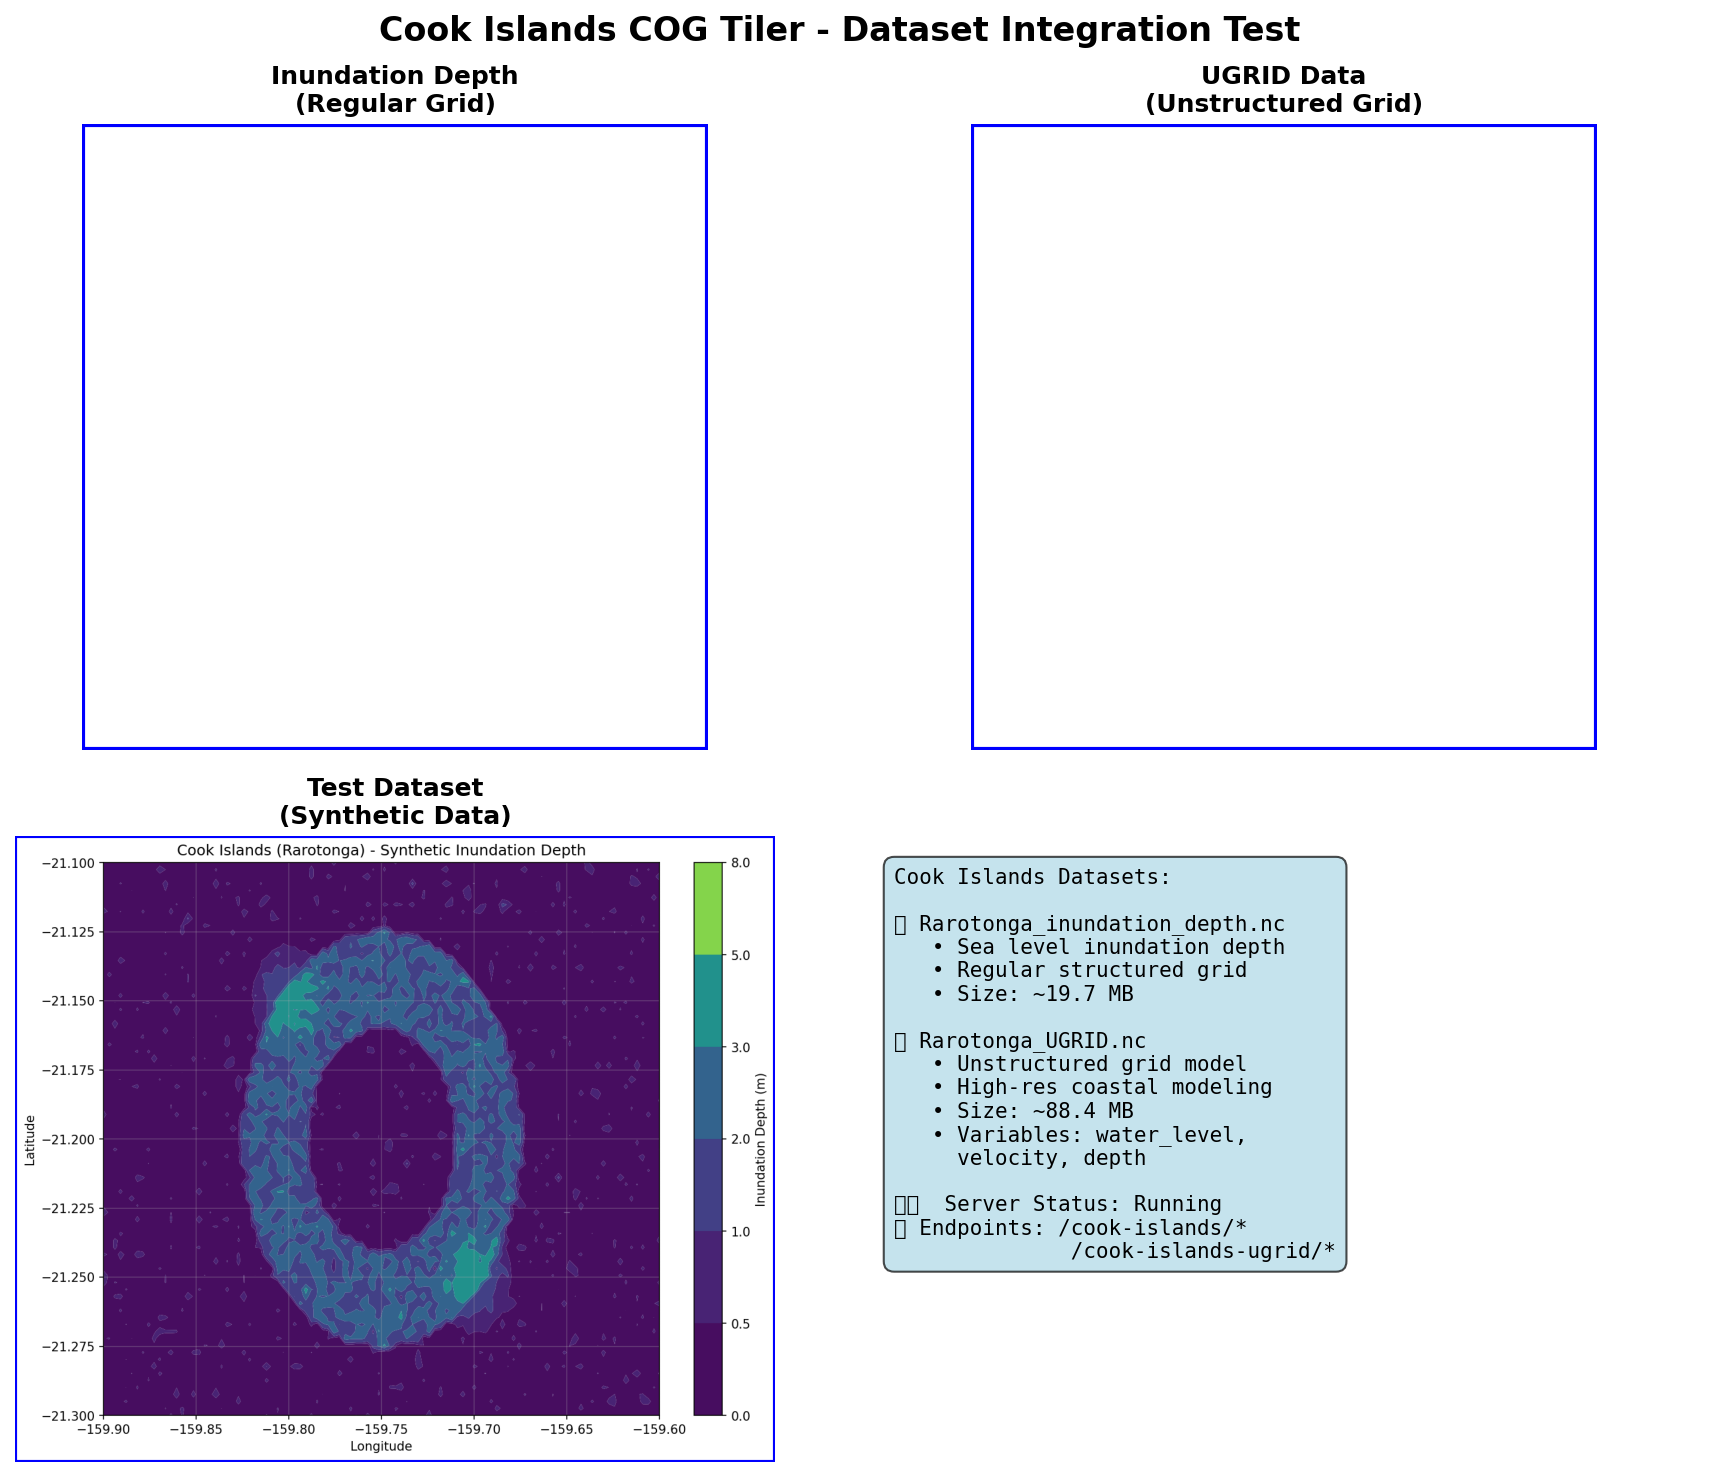 Cook Islands COG Tiler - Dataset Integration Test
Inundation Depth
(Regular Grid)
UGRID Data
(Unstructured Grid)
Test Dataset
(Synthetic Data)
Cook Islands (Rarotonga) - Synthetic Inundation Depth
−21.100
−21.125
−21.150
−21.175
−21.200
−21.225
−21.250
−21.275
−21.300
Latitude
−159.90
−159.85
−159.80
−159.75
−159.70
−159.65
−159.60
Longitude
8.0
5.0
3.0
2.0
1.0
0.5
0.0
Inundation Depth (m)
Cook Islands Datasets:
Rarotonga_inundation_depth.nc
• Sea level inundation depth
• Regular structured grid
• Size: ~19.7 MB
Rarotonga_UGRID.nc
• Unstructured grid model
• High-res coastal modeling
• Size: ~88.4 MB
• Variables: water_level,
velocity, depth
Server Status: Running
Endpoints: /cook-islands/*
/cook-islands-ugrid/*